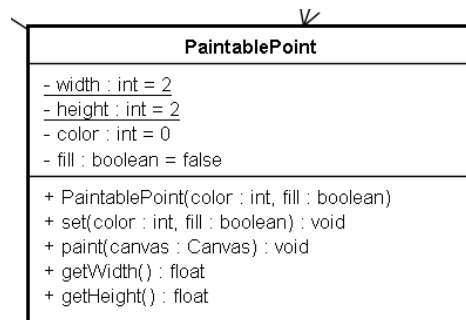 PaintablePoint
- width : int = 2
- height : int = 2
- color : int = 0
- fill : boolean = false
+ PaintablePoint(color : int, fill : boolean)
+ set(color : int, fill : boolean) : void
+ paint(canvas : Canvas) : void
+ getWidth() : float
+ getHeight() : float